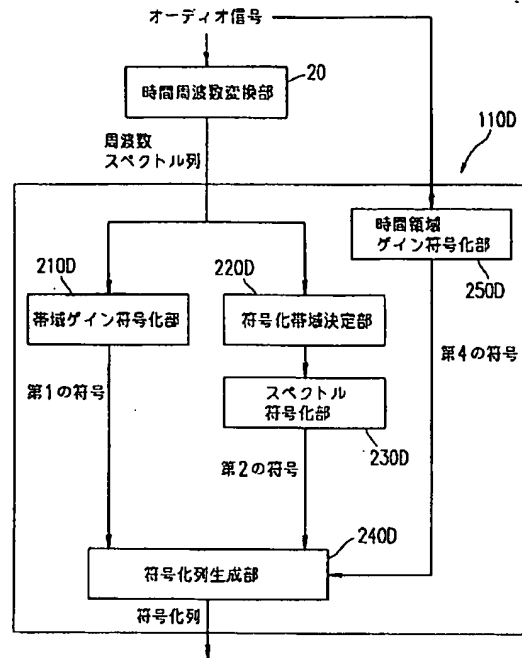 オーディオ信号
時間周波数変換部
20
周波数
スペクトル列
110D
時間領域
ゲイン符号化部
250D
210D
帯域ゲイン符号化部
220D
符号化帯域決定部
第4の符号
第1の符号
スペクトル
符号化部
230D
第2の符号
240D
符号化列生成部
符号化列